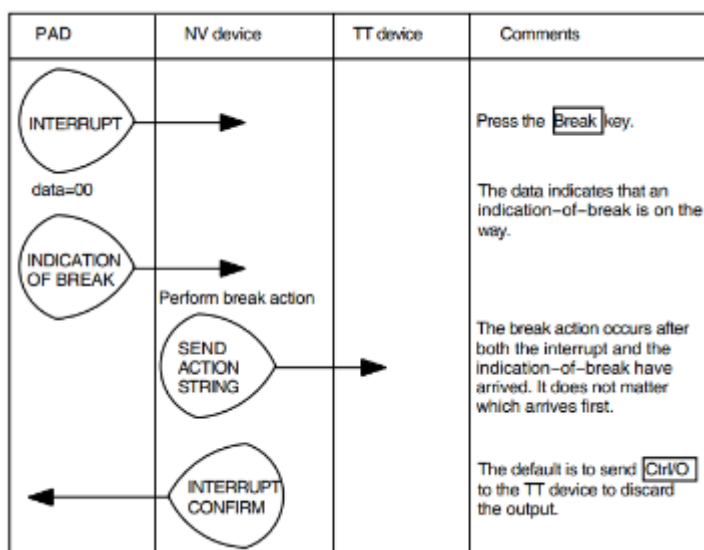 PAD NV device TT device Comments
INTERRUPT
Press the Break key.
data=00
The data indicates that an
indication-of-break is on the
way.
INDICATION
OF BREAK
Perform break action
SEND
ACTION
STRING
The break action occurs after
both the interrupt and the
indication-of-break have
arrived. It does not matter
which arrives first.
INTERRUPT
CONFIRM
The default is to send Ctrl/O
to the TT device to discard
the output.